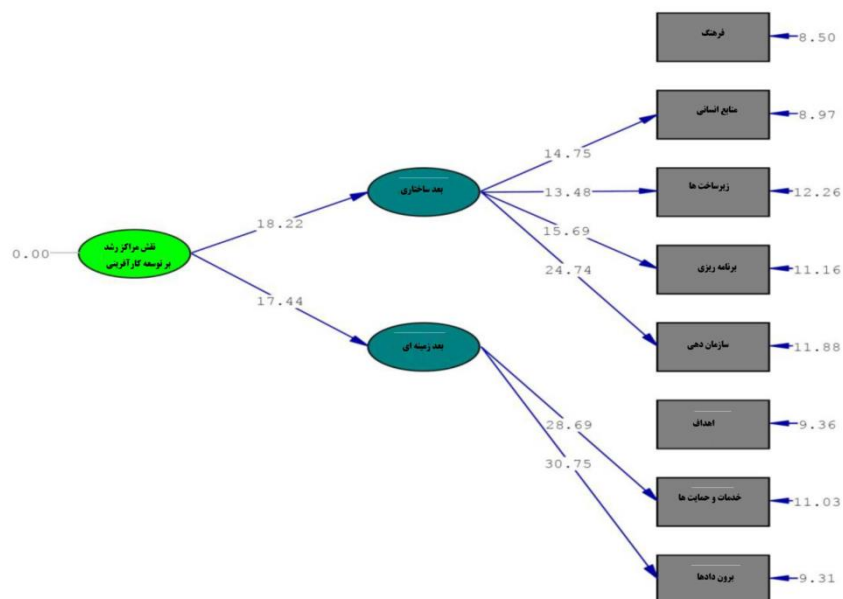 فرهنگ
8.50
منابع انسانی
8.97
14.75
زیرساخت ها
12.26
13.48
بعد ساختاری
18.22
15.69
نقش مراکز رشد
بر توسعه کارآفرینی
0.00
برنامه ریزی
11.16
24.74
17.44
بعد زمینه ای
سازمان دهی
11.88
اهداف
9.36
28.69
30.75
خدمات و حمایت ها
11.03
برون دادها
9.31